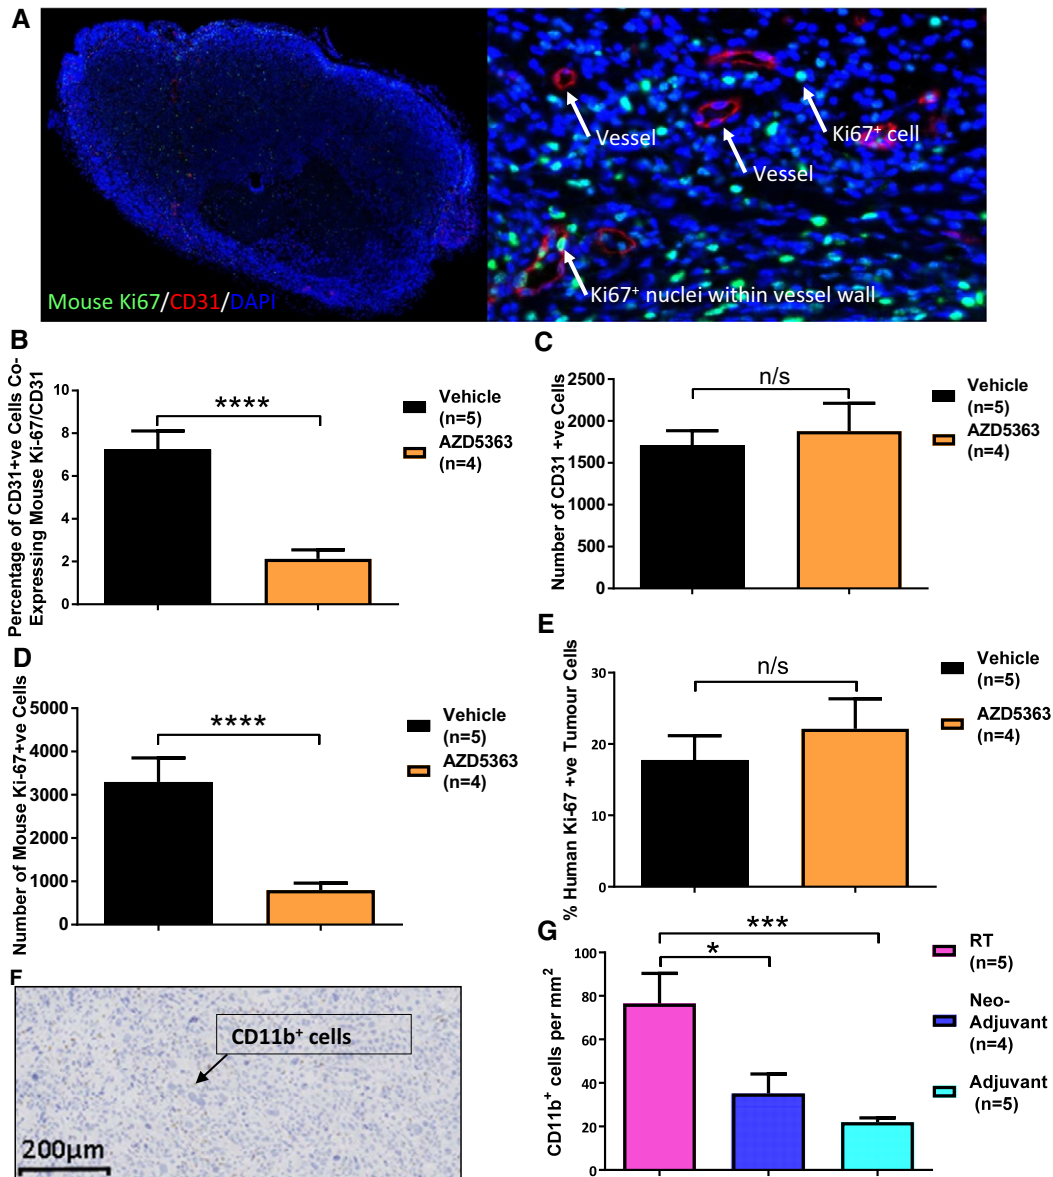 A
Vessel
Ki67⁺ cell
Vessel
Ki67⁺ nuclei within vessel wall
Mouse Ki67/CD31/DAPI
B
Percentage of CD31+ve Cells Co-
Expressing Mouse Ki-67/CD31
10
8
6
4
2
0
****
Vehicle
(n=5)
AZD5363
(n=4)
C
Number of CD31 +ve Cells
2500
2000
1500
1000
500
0
n/s
Vehicle
(n=5)
AZD5363
(n=4)
D
Number of Mouse Ki-67+ve Cells
5000
4000
3000
2000
1000
0
****
Vehicle
(n=5)
AZD5363
(n=4)
E
% Human Ki-67 +ve Tumour Cells
30
20
10
0
n/s
Vehicle
(n=5)
AZD5363
(n=4)
F
CD11b⁺ cells
200µm
G
CD11b⁺ cells per mm²
100
80
60
40
20
0
*
***
RT
(n=5)
Neo-
Adjuvant
(n=4)
Adjuvant
(n=5)